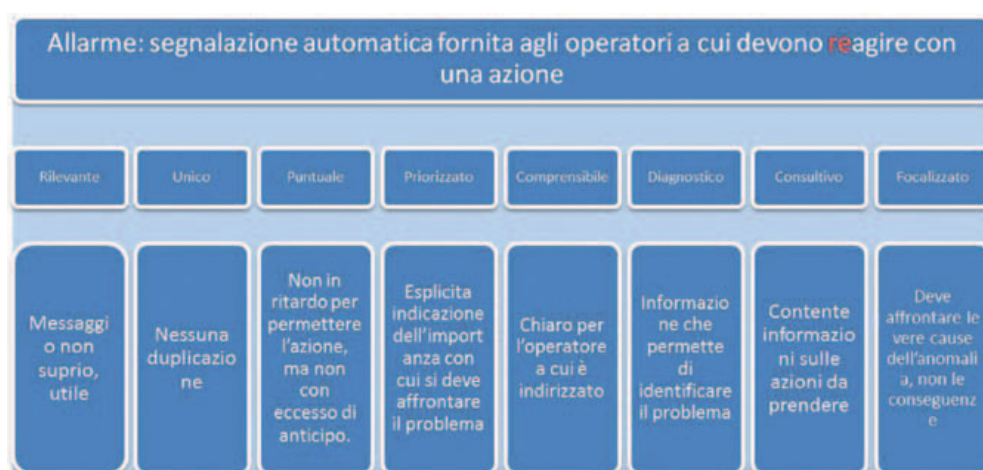 Allarme: segnalazione automatica fornita agli operatori a cui devono reagire con
una azione
Rilevante
Unico
Puntuale
Priorizzato
Comprensibile
Diagnostico
Consultivo
Focalizzato
Messaggi
o non
suprio,
utile
Nessuna
duplicazio
ne
Non in
ritardo per
permettere
l'azione,
ma non
con
eccesso di
anticipo.
Esplicita
indicazione
dell'import
anza con
cui si deve
affrontare
il problema
Chiaro per
l'operatore
a cui è
indirizzato
Informazio
ne che
permette
di
identificare
il problema
Contente
informazio
ni sulle
azioni da
prendere
Deve
affrontare le
vere cause
dell'anomali
a, non le
conseguenz
e